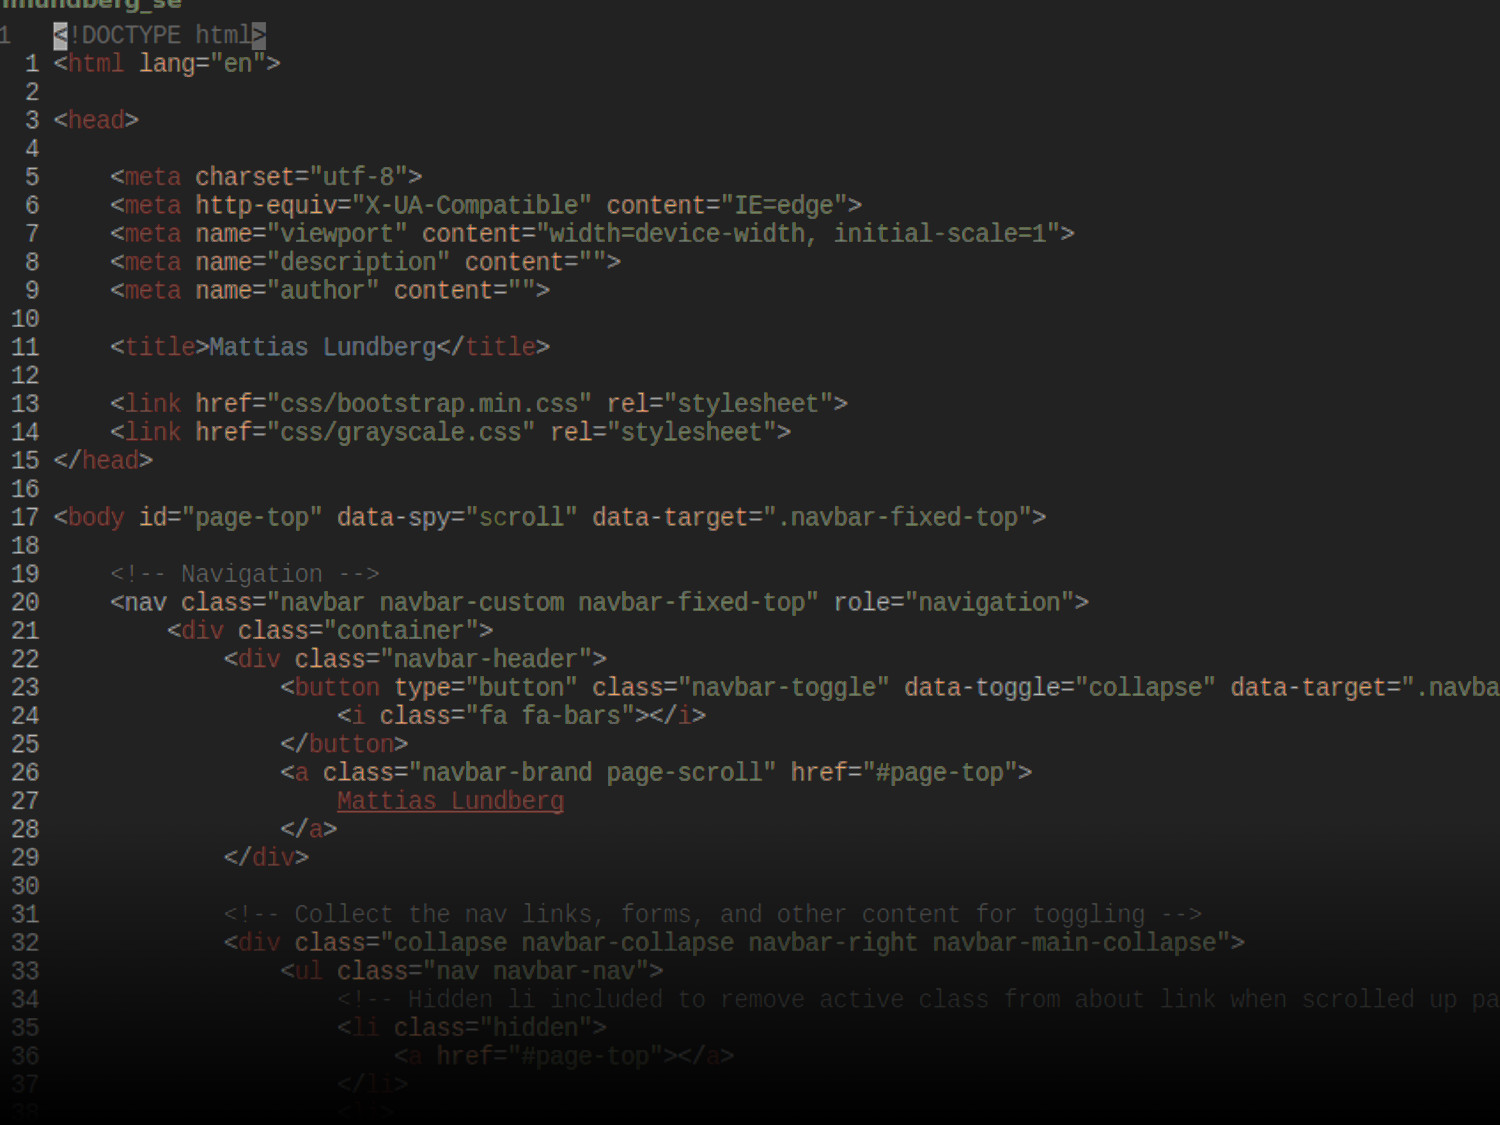 mlundberg_se
1 <!DOCTYPE html>
1 <html lang="en">
2
3 <head>
4
5 <meta charset="utf-8">
6 <meta http-equiv="X-UA-Compatible" content="IE=edge">
7 <meta name="viewport" content="width=device-width, initial-scale=1">
8 <meta name="description" content="">
9 <meta name="author" content="">
10
11 <title>Mattias Lundberg</title>
12
13 <link href="css/bootstrap.min.css" rel="stylesheet">
14 <link href="css/grayscale.css" rel="stylesheet">
15 </head>
16
17 <body id="page-top" data-spy="scroll" data-target=".navbar-fixed-top">
18
19 <!-- Navigation -->
20 <nav class="navbar navbar-custom navbar-fixed-top" role="navigation">
21 <div class="container">
22 <div class="navbar-header">
23 <button type="button" class="navbar-toggle" data-toggle="collapse" data-target=".navba
24 <i class="fa fa-bars"></i>
25 </button>
26 <a class="navbar-brand page-scroll" href="#page-top">
27 Mattias Lundberg
28 </a>
29 </div>
30
31 <!-- Collect the nav links, forms, and other content for toggling -->
32 <div class="collapse navbar-collapse navbar-right navbar-main-collapse">
33 <ul class="nav navbar-nav">
34 <!-- Hidden li included to remove active class from about link when scrolled up pa
35 <li class="hidden">
36 <a href="#page-top"></a>
37 </li>
38